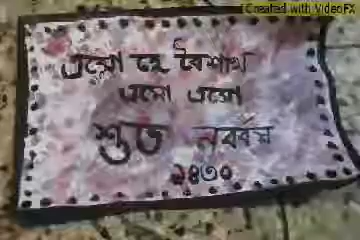 Created with VideoFX
এসো হে বৈশাখ
এসো এসো
শুভ নববর্ষ
১৪৩০